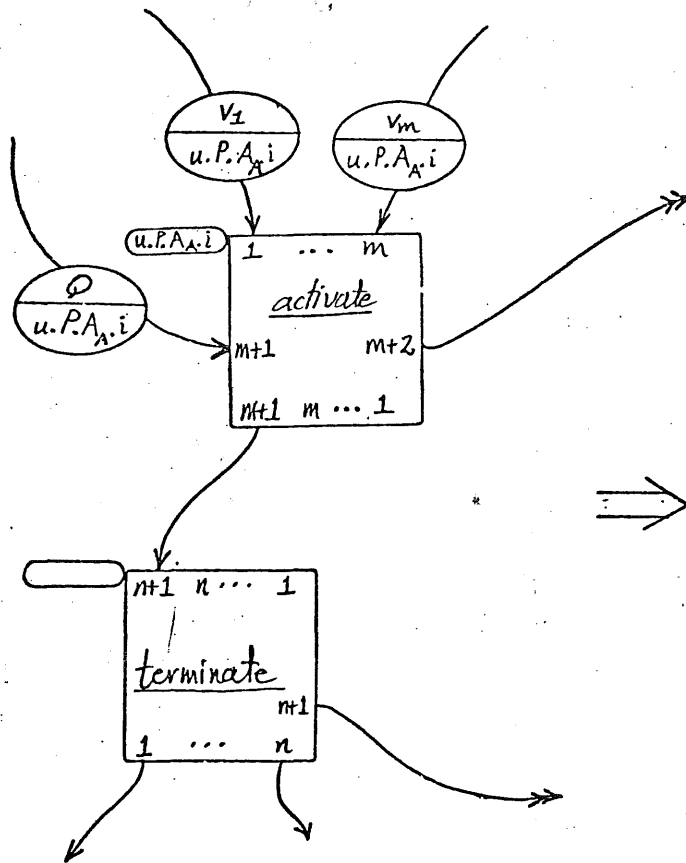 V1
u.P.A_A.i
Vm
u.P.A_A.i
u.P.A_A.i
1 ... m
activate
Q
u.P.A_A.i
m+1
m+2
m+1 m ... 1
n+1 n ... 1
terminate
n+1
1 ... n